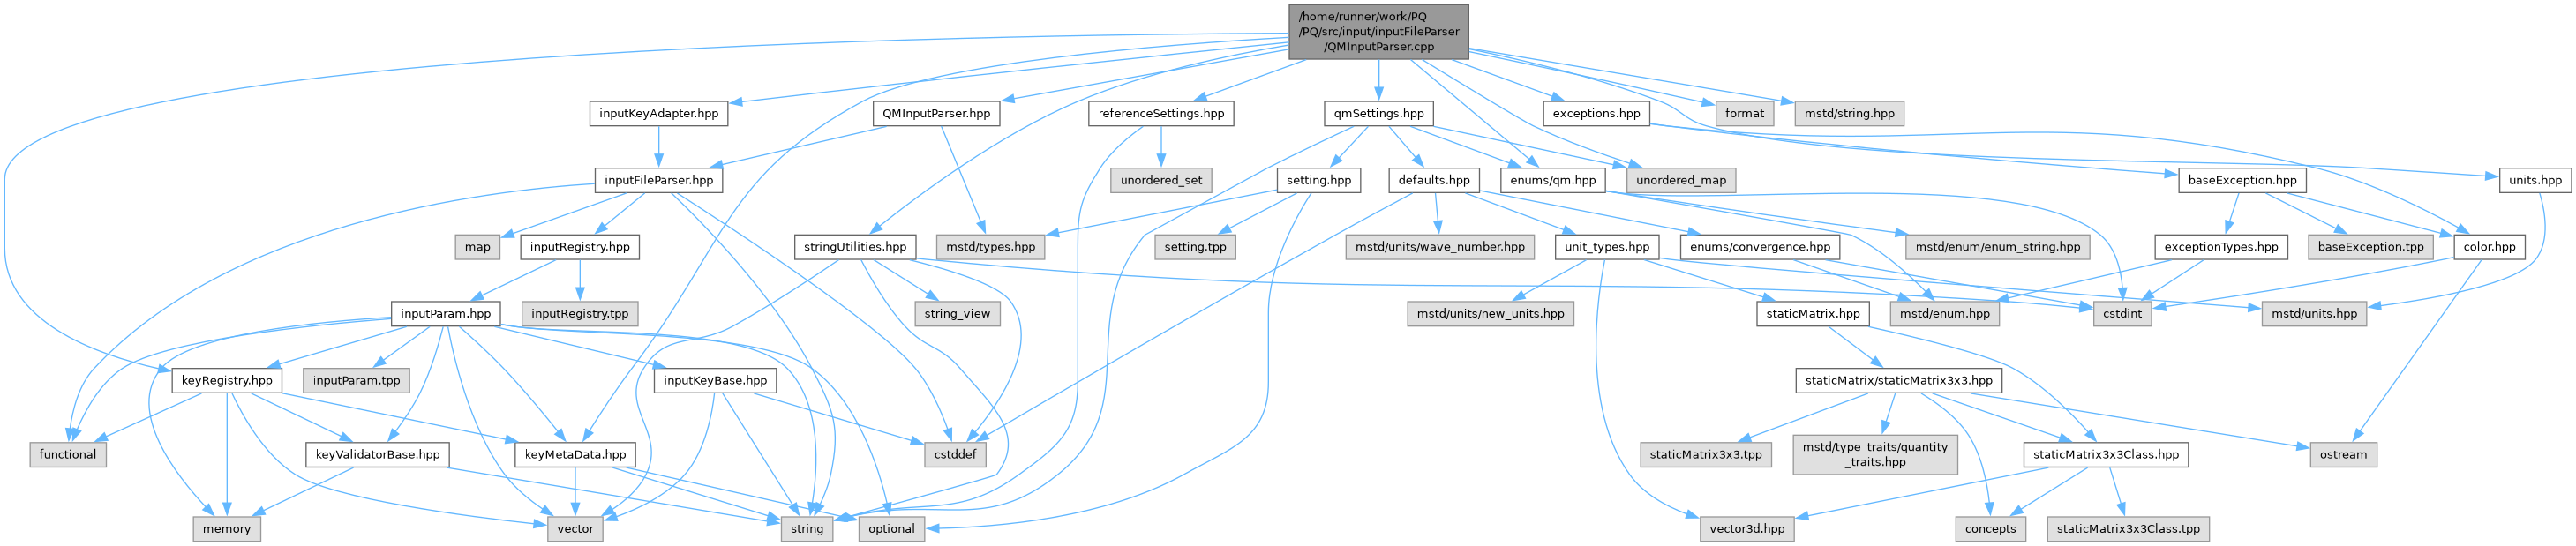 /home/runner/work/PQ
/PQ/src/input/inputFileParser
/QMInputParser.cpp
inputKeyAdapter.hpp
QMInputParser.hpp
referenceSettings.hpp
qmSettings.hpp
exceptions.hpp
format
mstd/string.hpp
inputFileParser.hpp
unordered_set
setting.hpp
defaults.hpp
enums/qm.hpp
unordered_map
baseException.hpp
units.hpp
map
inputRegistry.hpp
stringUtilities.hpp
mstd/types.hpp
setting.tpp
mstd/units/wave_number.hpp
unit_types.hpp
enums/convergence.hpp
mstd/enum/enum_string.hpp
exceptionTypes.hpp
baseException.tpp
color.hpp
inputParam.hpp
inputRegistry.tpp
string_view
mstd/units/new_units.hpp
staticMatrix.hpp
mstd/enum.hpp
cstdint
mstd/units.hpp
keyRegistry.hpp
inputParam.tpp
inputKeyBase.hpp
staticMatrix/staticMatrix3x3.hpp
functional
keyValidatorBase.hpp
keyMetaData.hpp
cstddef
staticMatrix3x3.tpp
mstd/type_traits/quantity
_traits.hpp
staticMatrix3x3Class.hpp
ostream
memory
vector
string
optional
vector3d.hpp
concepts
staticMatrix3x3Class.tpp